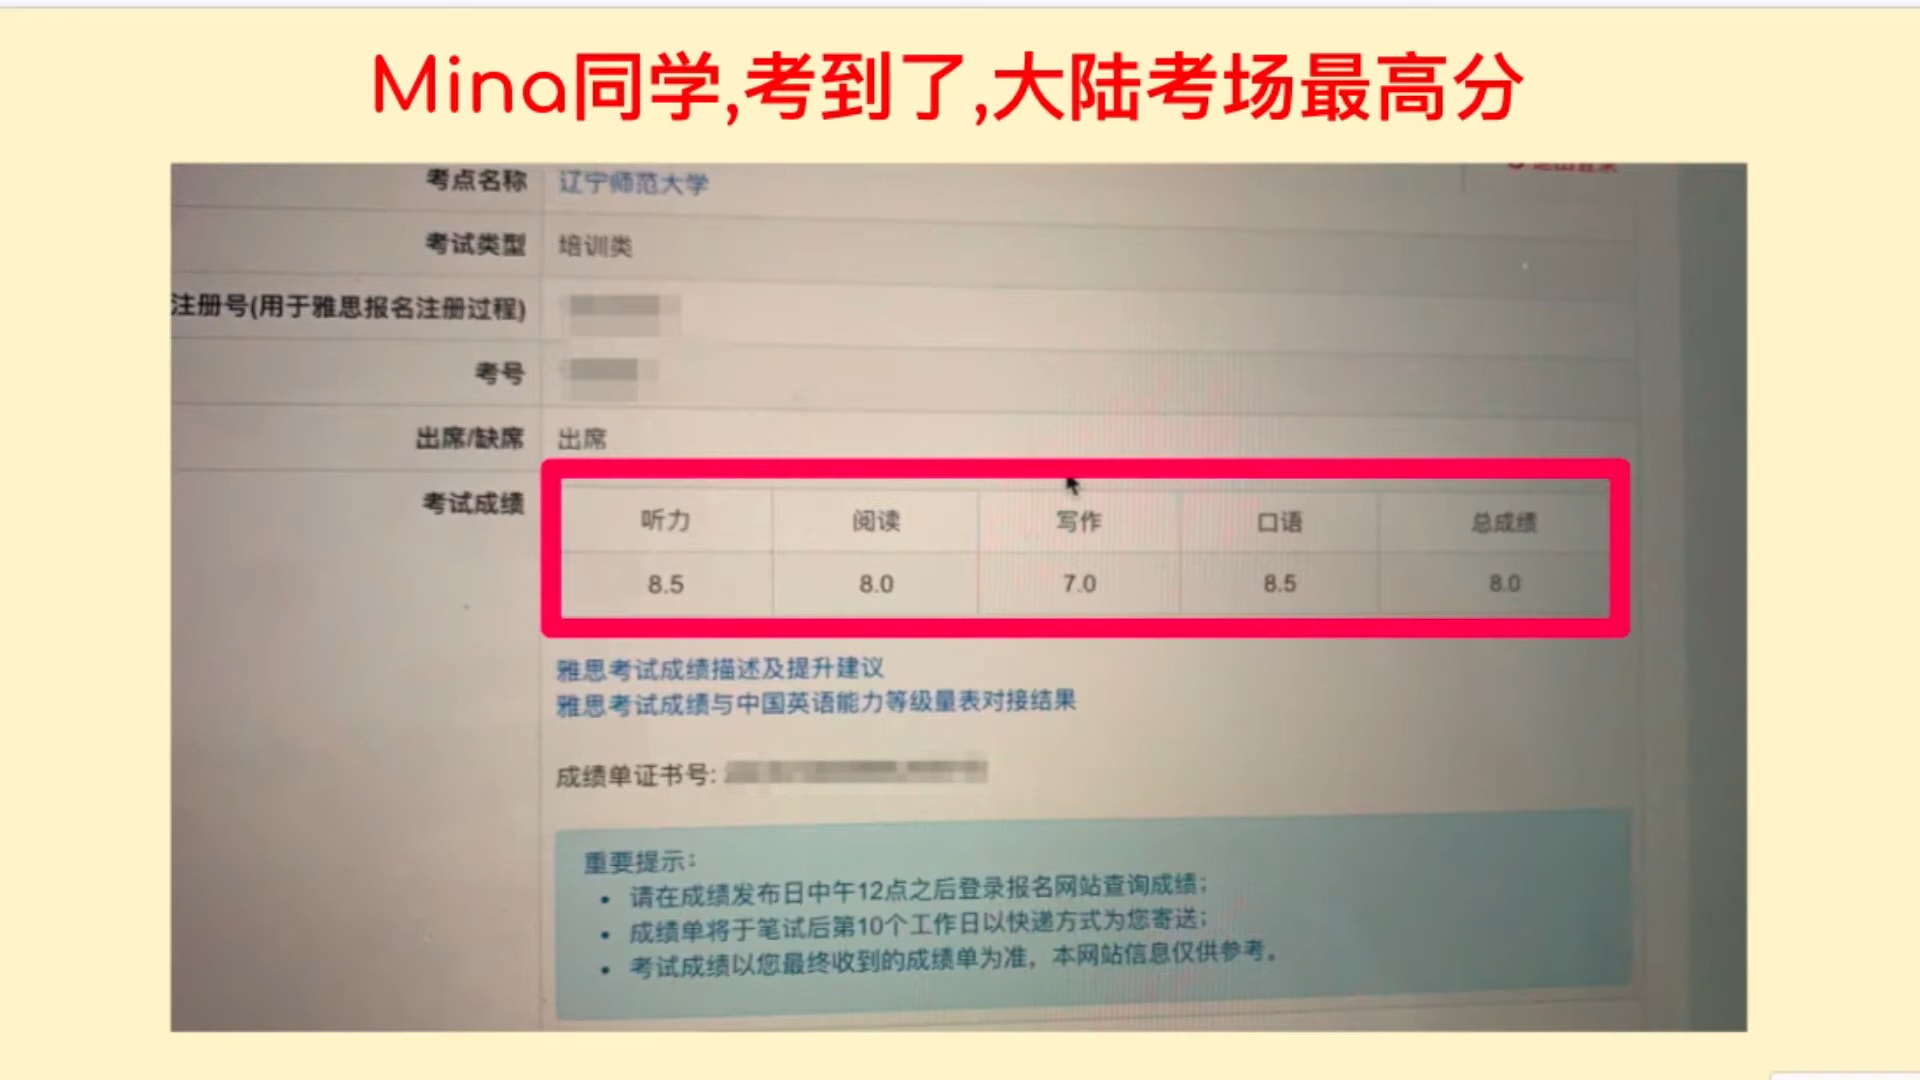 Mina同学,考到了,大陆考场最高分
考点名称 辽宁师范大学
考试类型 培训类
注册号(用于雅思报名注册过程)
考号
出席/缺席 出席
考试成绩
听力 阅读 写作 口语 总成绩
8.5 8.0 7.0 8.5 8.0
雅思考试成绩描述及提升建议
雅思考试成绩与中国英语能力等级量表对接结果
成绩单证书号:
重要提示:
• 请在成绩发布日中午12点之后登录报名网站查询成绩;
• 成绩单将于笔试后第10个工作日以快递方式为您寄送;
• 考试成绩以您最终收到的成绩单为准，本网站信息仅供参考。